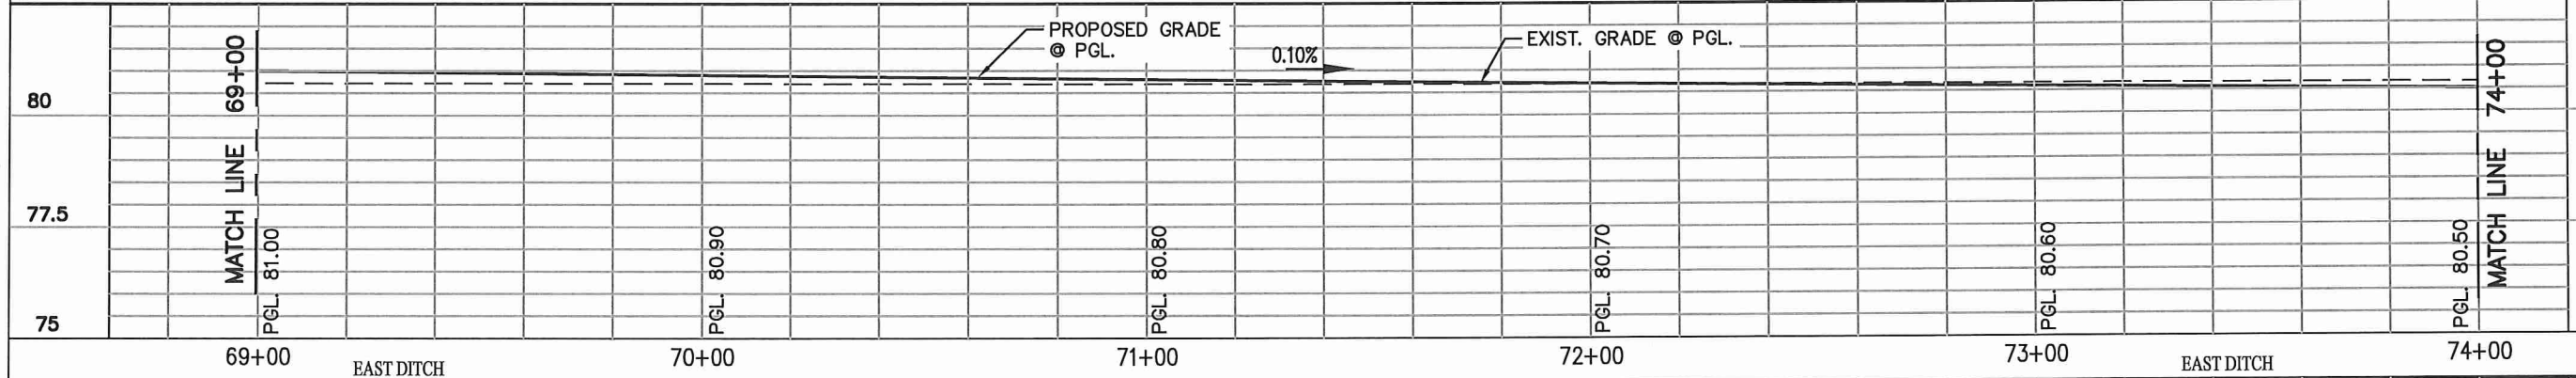 PROPOSED GRADE
@ PGL.
0.10%
EXIST. GRADE @ PGL.
80
77.5
75
MATCH LINE 69+00
PGL. 81.00
PGL. 80.90
PGL. 80.80
PGL. 80.70
PGL. 80.60
PGL. 80.50
MATCH LINE 74+00
69+00
70+00
71+00
72+00
73+00
74+00
EAST DITCH
EAST DITCH